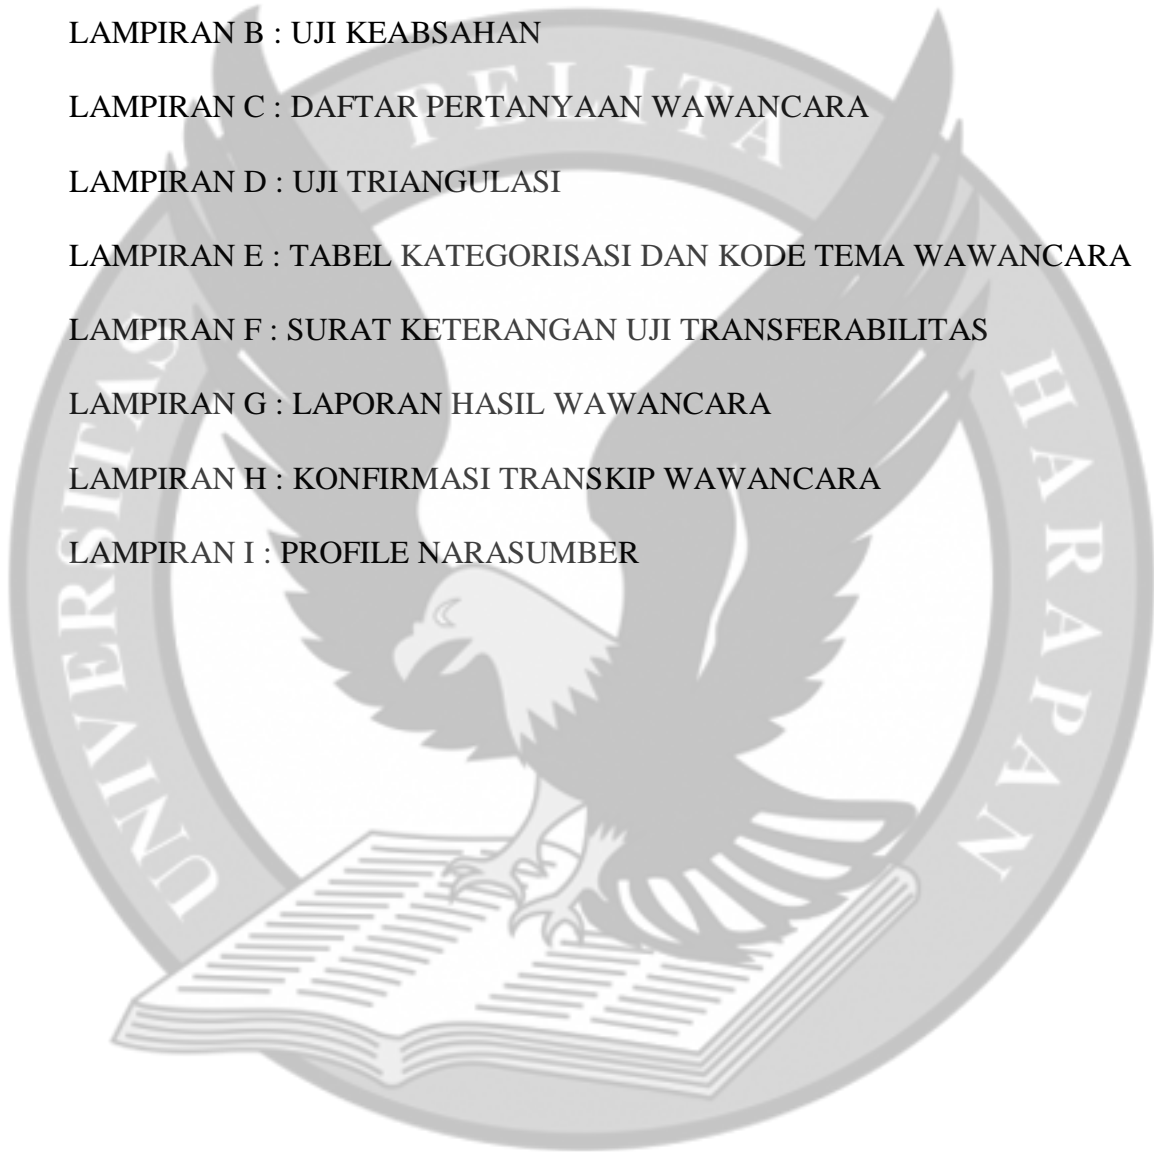 LAMPIRAN B : UJI KEABSAHAN
LAMPIRAN C : DAFTAR PERTANYAAN WAWANCARA
LAMPIRAN D : UJI TRIANGULASI
LAMPIRAN E : TABEL KATEGORISASI DAN KODE TEMA WAWANCARA
LAMPIRAN F : SURAT KETERANGAN UJI TRANSFERABILITAS
LAMPIRAN G : LAPORAN HASIL WAWANCARA
LAMPIRAN H : KONFIRMASI TRANSKIP WAWANCARA
LAMPIRAN I : PROFILE NARASUMBER
UNIVERSITAS PELITA HARAPAN